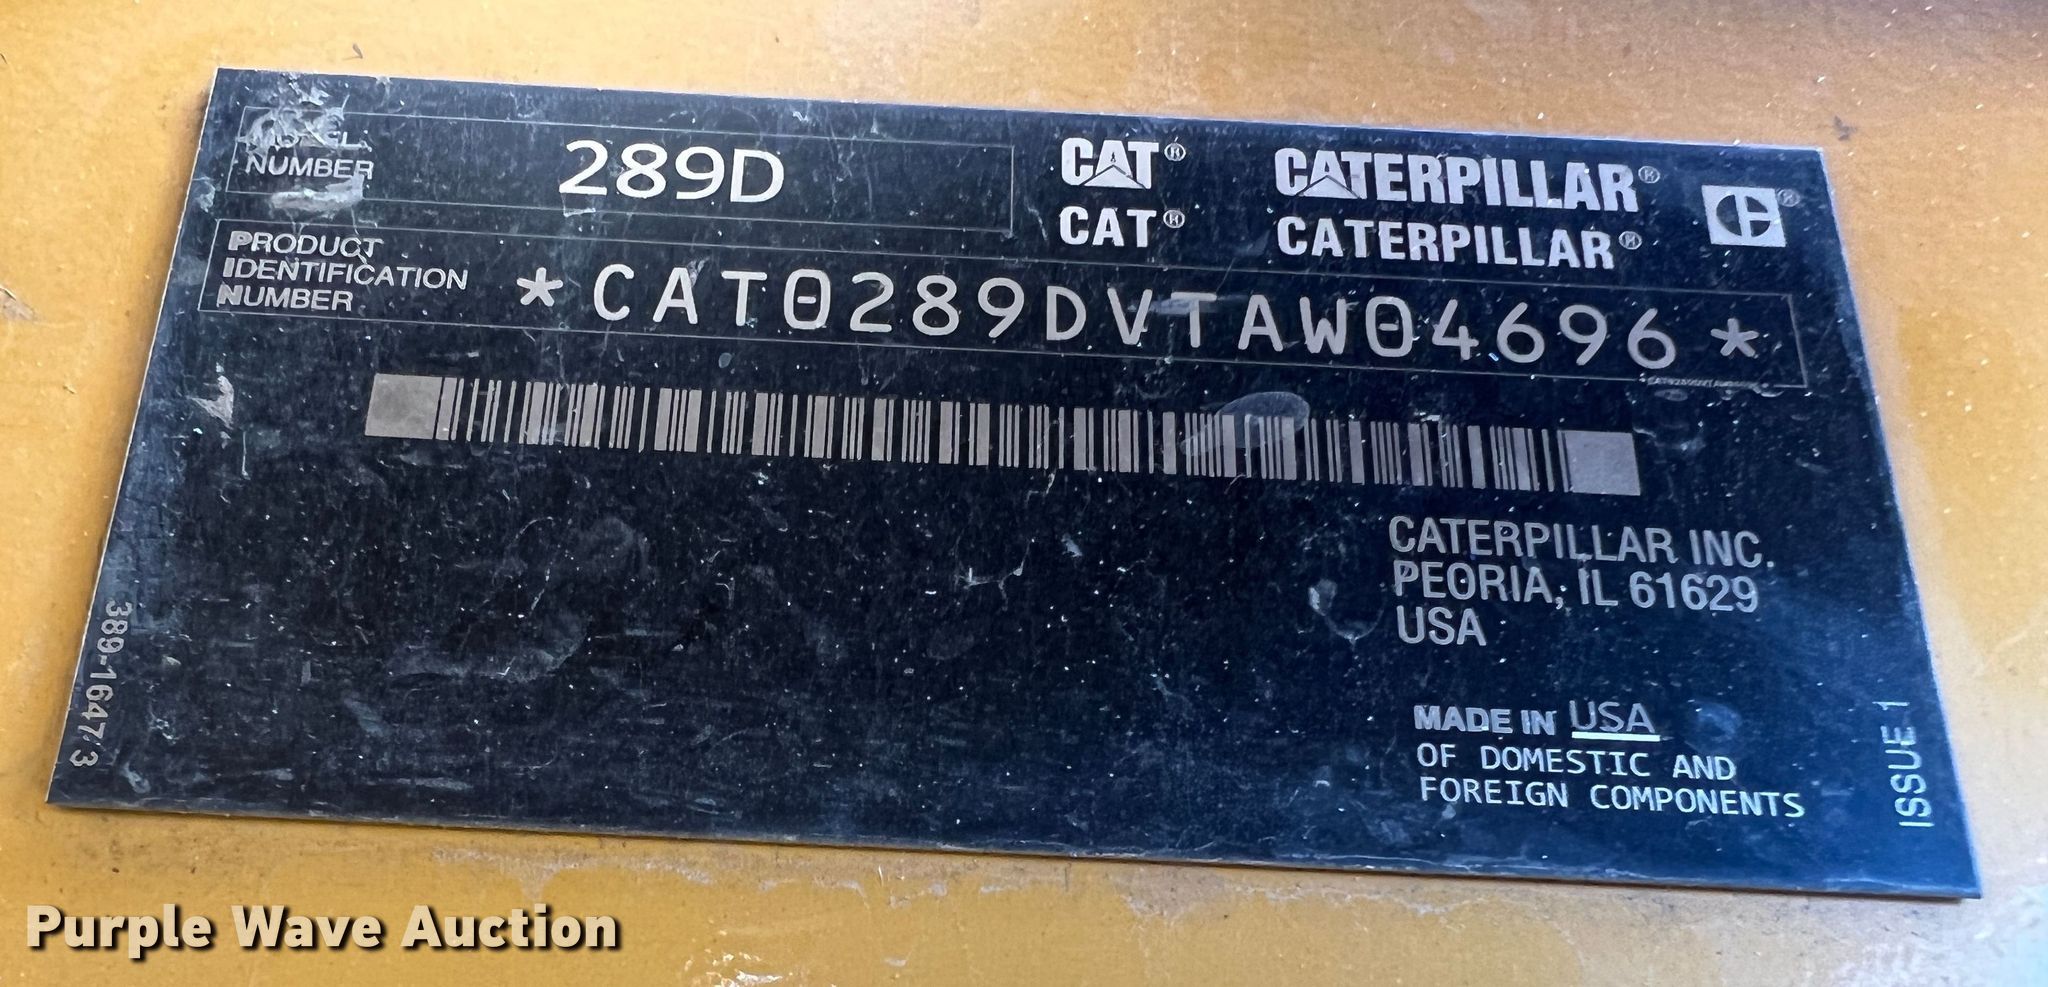 MODEL
NUMBER
289D
CAT® CATERPILLAR®
CAT® CATERPILLAR®
PRODUCT
IDENTIFICATION
NUMBER
*CAT0289DVTAW04696*
CATERPILLAR INC.
PEORIA, IL 61629
USA
MADE IN USA
OF DOMESTIC AND
FOREIGN COMPONENTS
389-1647 3
ISSUE 1
Purple Wave Auction